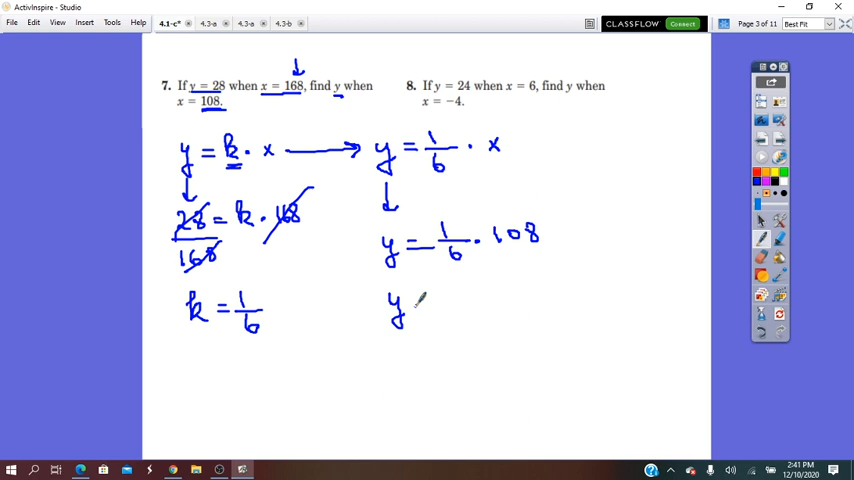 ActivInspire - Studio
File Edit View Insert Tools Help
4.1-c* 4.3-a 4.3-a 4.3-b
CLASSFLOW Connect
Page 3 of 11 Best Fit
7. If y = 28 when x = 168, find y when
x = 108.
8. If y = 24 when x = 6, find y when
x = −4.
y = k · x → y = 1/6 · x
28/168 = k · 168
y = 1/6 · 108
k = 1/6
y
2:41 PM
12/10/2020